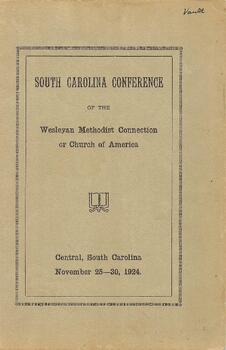 Vault
SOUTH CAROLINA CONFERENCE
OF THE
Wesleyan Methodist Connection
or Church of America
Central, South Carolina
November 25—30, 1924.